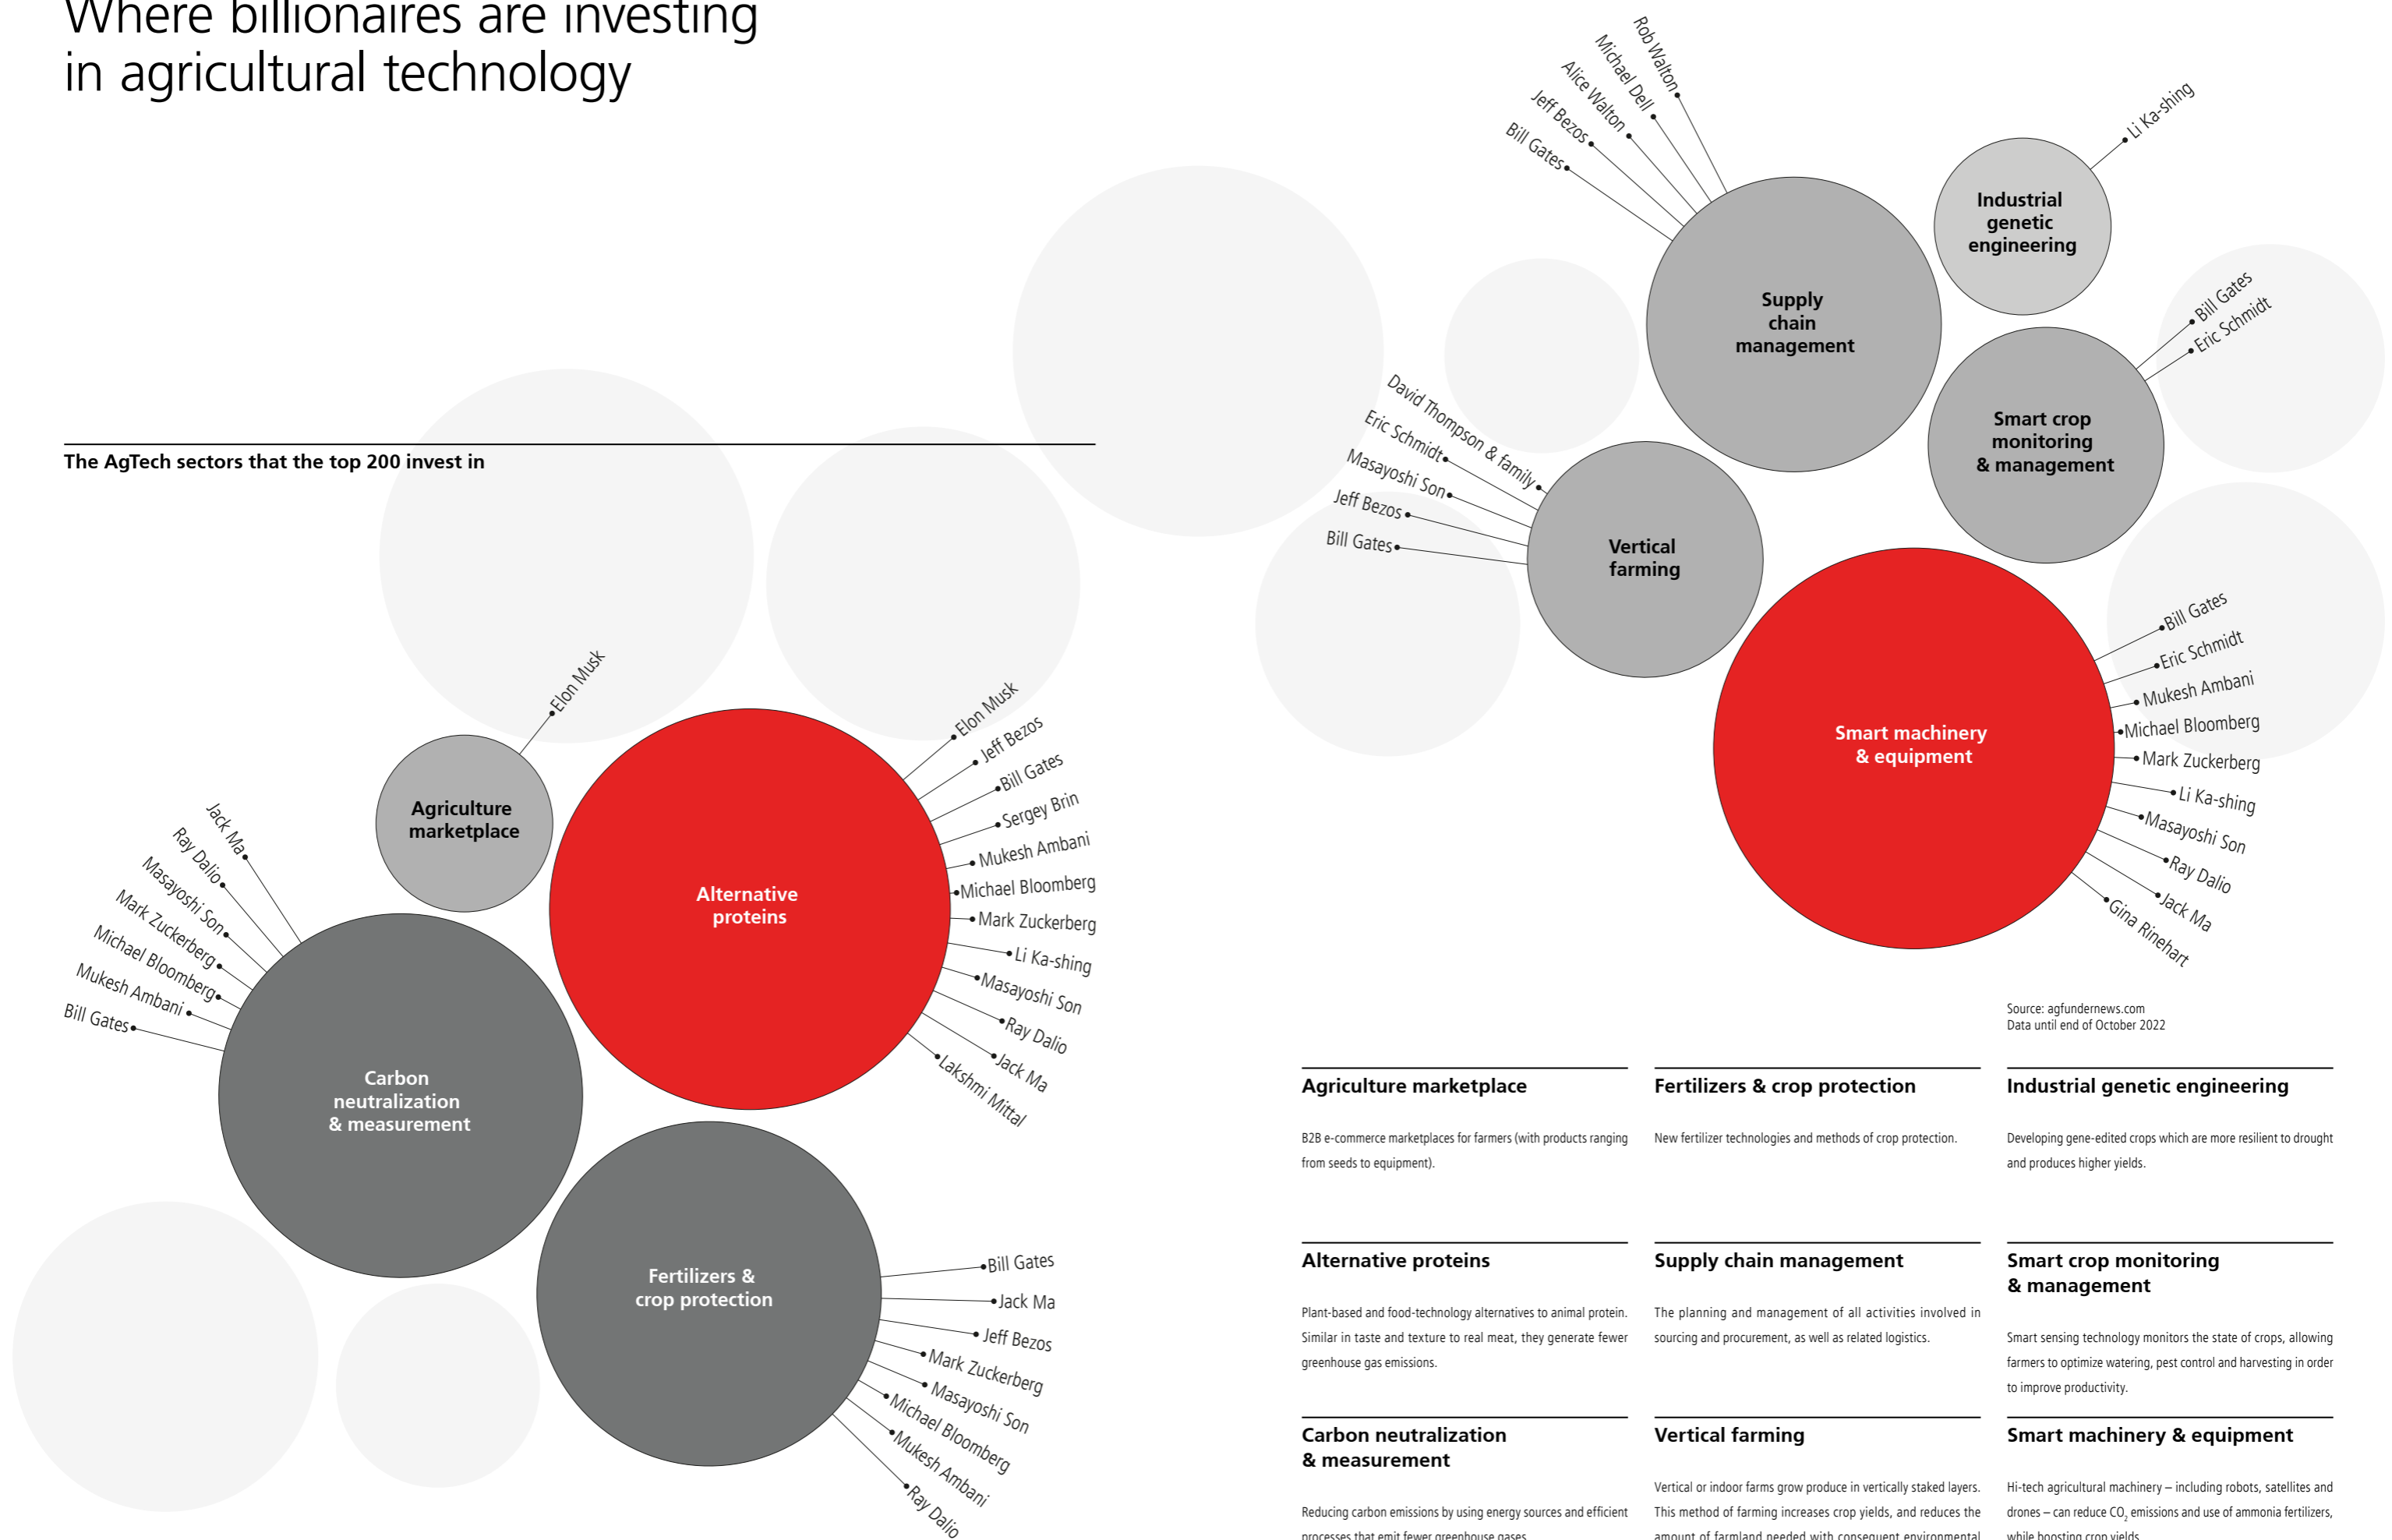 Where billionaires are investing
in agricultural technology
The AgTech sectors that the top 200 invest in
Agriculture
marketplace
Elon Musk
Alternative
proteins
Elon Musk
Jeff Bezos
Bill Gates
Sergey Brin
Mukesh Ambani
Michael Bloomberg
Mark Zuckerberg
Li Ka-shing
Masayoshi Son
Ray Dalio
Jack Ma
Lakshmi Mittal
Carbon
neutralization
& measurement
Jack Ma
Ray Dalio
Masayoshi Son
Mark Zuckerberg
Michael Bloomberg
Mukesh Ambani
Bill Gates
Fertilizers &
crop protection
Bill Gates
Jack Ma
Jeff Bezos
Mark Zuckerberg
Masayoshi Son
Michael Bloomberg
Mukesh Ambani
Ray Dalio
Supply
chain
management
Rob Walton
Michael Dell
Alice Walton
Jeff Bezos
Bill Gates
Industrial
genetic
engineering
Li Ka-shing
Smart crop
monitoring
& management
Bill Gates
Eric Schmidt
Vertical
farming
David Thompson & family
Eric Schmidt
Masayoshi Son
Jeff Bezos
Bill Gates
Smart machinery
& equipment
Bill Gates
Eric Schmidt
Mukesh Ambani
Michael Bloomberg
Mark Zuckerberg
Li Ka-shing
Masayoshi Son
Ray Dalio
Jack Ma
Gina Rinehart
Source: agfundernews.com
Data until end of October 2022
Agriculture marketplace
B2B e-commerce marketplaces for farmers (with products ranging
from seeds to equipment).
Fertilizers & crop protection
New fertilizer technologies and methods of crop protection.
Industrial genetic engineering
Developing gene-edited crops which are more resilient to drought
and produces higher yields.
Alternative proteins
Plant-based and food-technology alternatives to animal protein.
Similar in taste and texture to real meat, they generate fewer
greenhouse gas emissions.
Supply chain management
The planning and management of all activities involved in
sourcing and procurement, as well as related logistics.
Smart crop monitoring
& management
Smart sensing technology monitors the state of crops, allowing
farmers to optimize watering, pest control and harvesting in order
to improve productivity.
Carbon neutralization
& measurement
Reducing carbon emissions by using energy sources and efficient
processes that emit fewer greenhouse gases.
Vertical farming
Vertical or indoor farms grow produce in vertically staked layers.
This method of farming increases crop yields, and reduces the
amount of farmland needed with consequent environmental
Smart machinery & equipment
Hi-tech agricultural machinery – including robots, satellites and
drones – can reduce CO₂ emissions and use of ammonia fertilizers,
while boosting crop yields.